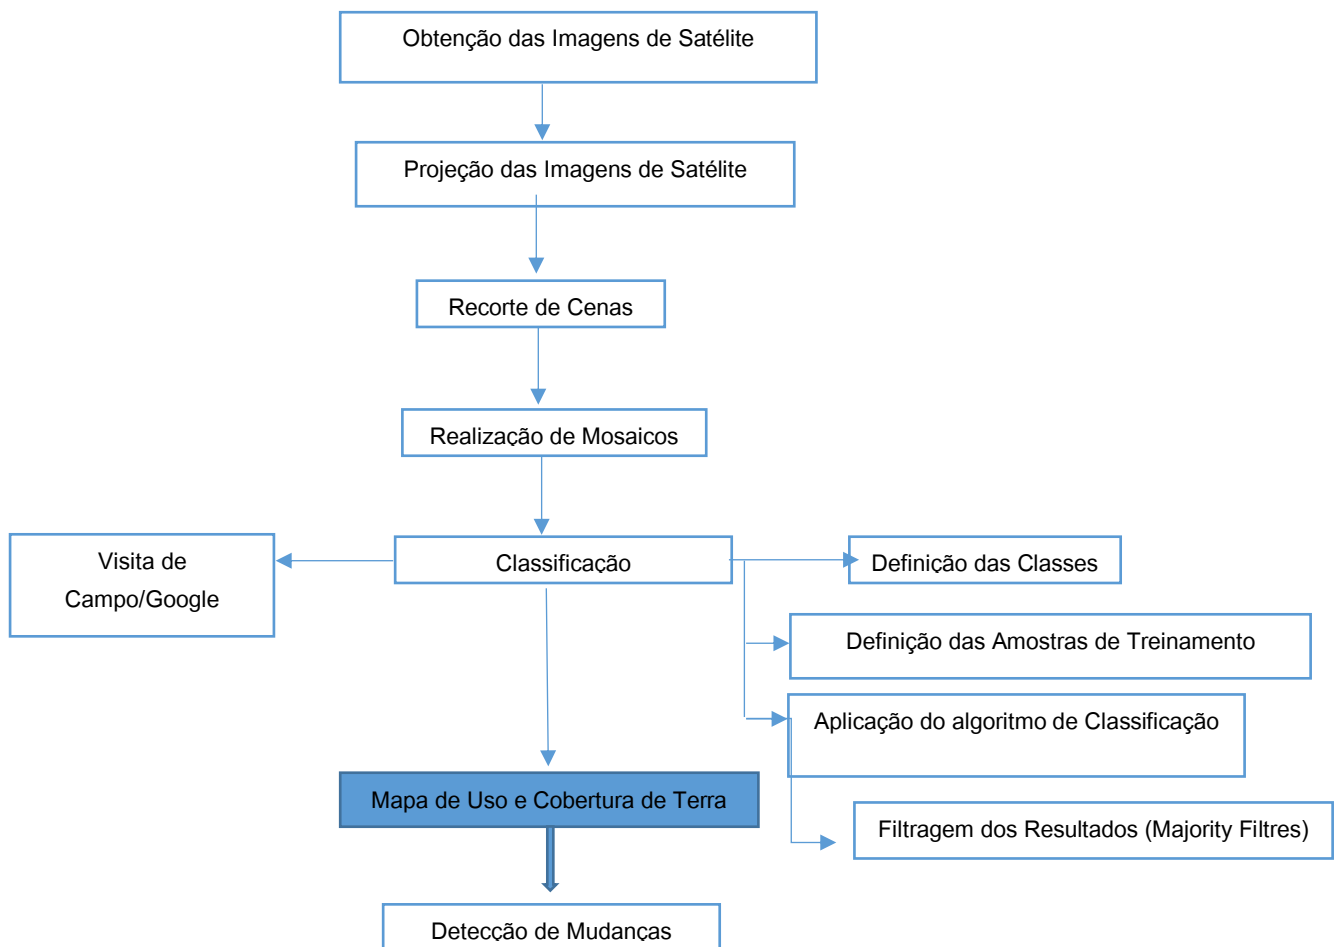 Obtenção das Imagens de Satélite
Projeção das Imagens de Satélite
Recorte de Cenas
Realização de Mosaicos
Visita de
Campo/Google
Classificação
Definição das Classes
Definição das Amostras de Treinamento
Aplicação do algoritmo de Classificação
Mapa de Uso e Cobertura de Terra
Filtragem dos Resultados (Majority Filtres)
Detecção de Mudanças